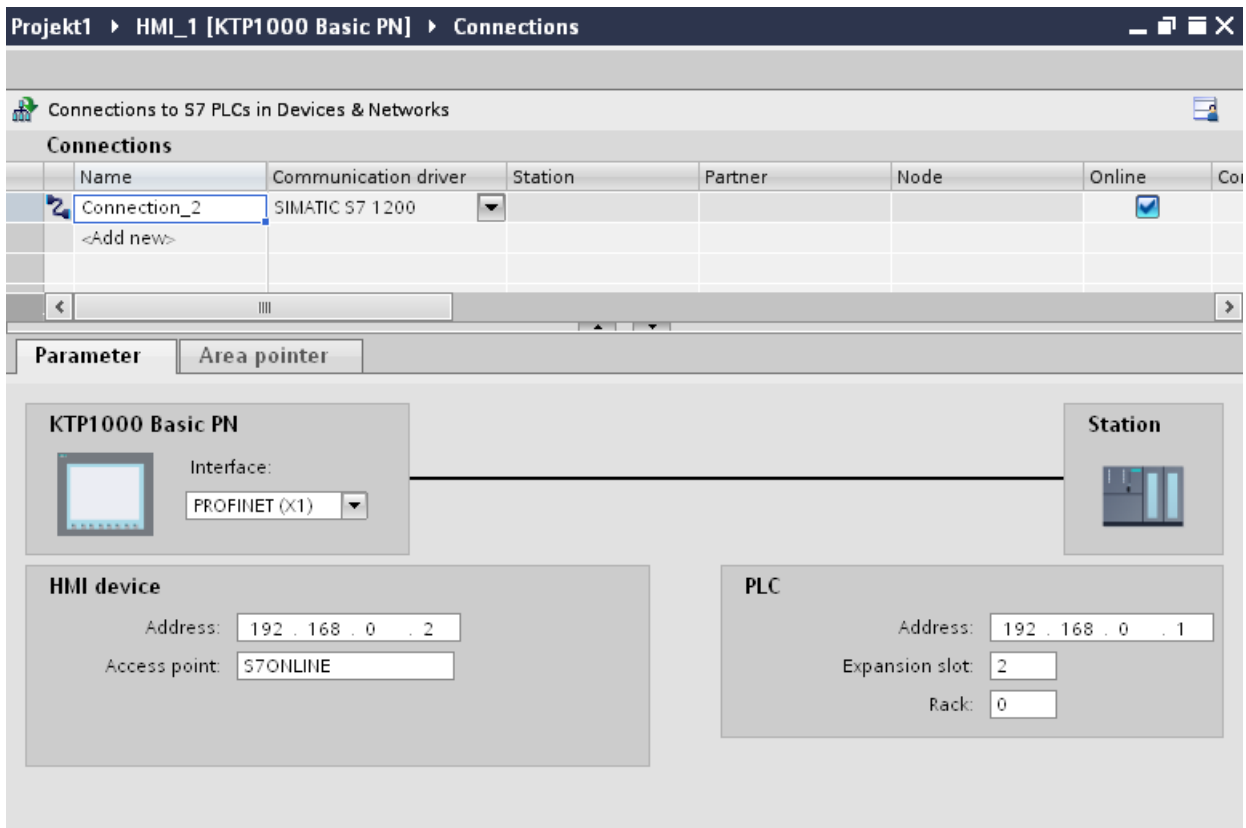 Projekt1 ▸ HMI_1 [KTP1000 Basic PN] ▸ Connections
Connections to S7 PLCs in Devices & Networks
Connections
Name Communication driver Station Partner Node Online Co
Connection_2 SIMATIC S7 1200
<Add new>
Parameter Area pointer
KTP1000 Basic PN Station
Interface:
PROFINET (X1)
HMI device PLC
Address: 192 . 168 . 0 . 2 Address: 192 . 168 . 0 . 1
Access point: S7ONLINE Expansion slot: 2
Rack: 0